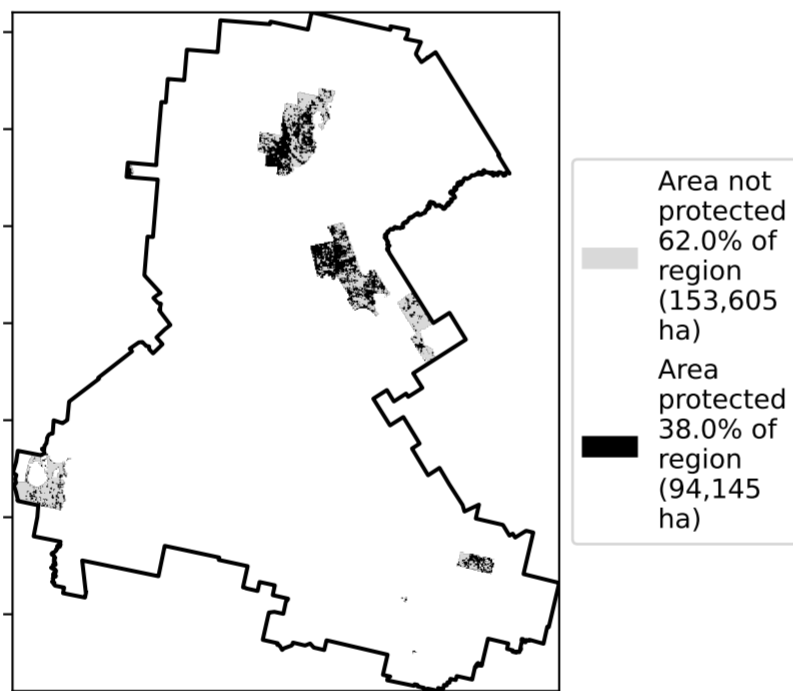 Area not
protected
62.0% of
region
(153,605
ha)
Area
protected
38.0% of
region
(94,145
ha)